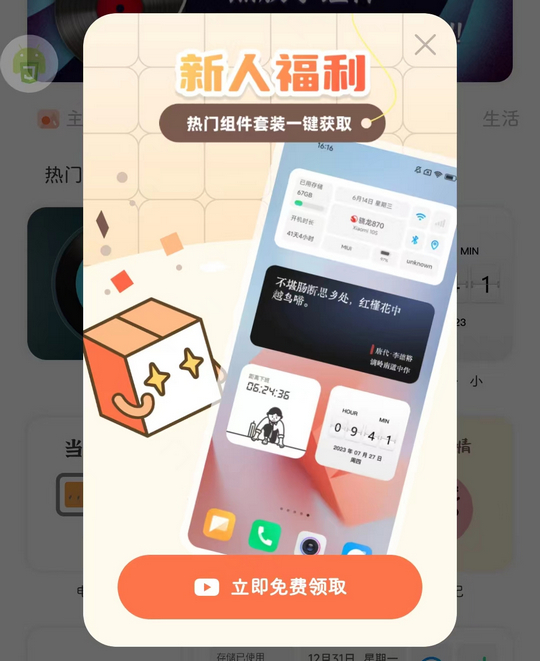 主
生活
热门
新人福利
热门组件套装一键获取
16:16
已用存储
67GB
6月14日 星期三
骁龙870
Xiaomi 10S
开机时长
41天4小时
MIUI
97%
unknown
不堪肠断思乡处，红槿花中
越鸟啼。
唐代·李德裕
谪岭南道中作
距离下班
06:24:36
HOUR MIN
0 9 4 1
2023 年 07 月 27 日
周四
MIN
1
23
小
当
情
立即免费领取
存储已使用
12月31日 星期一